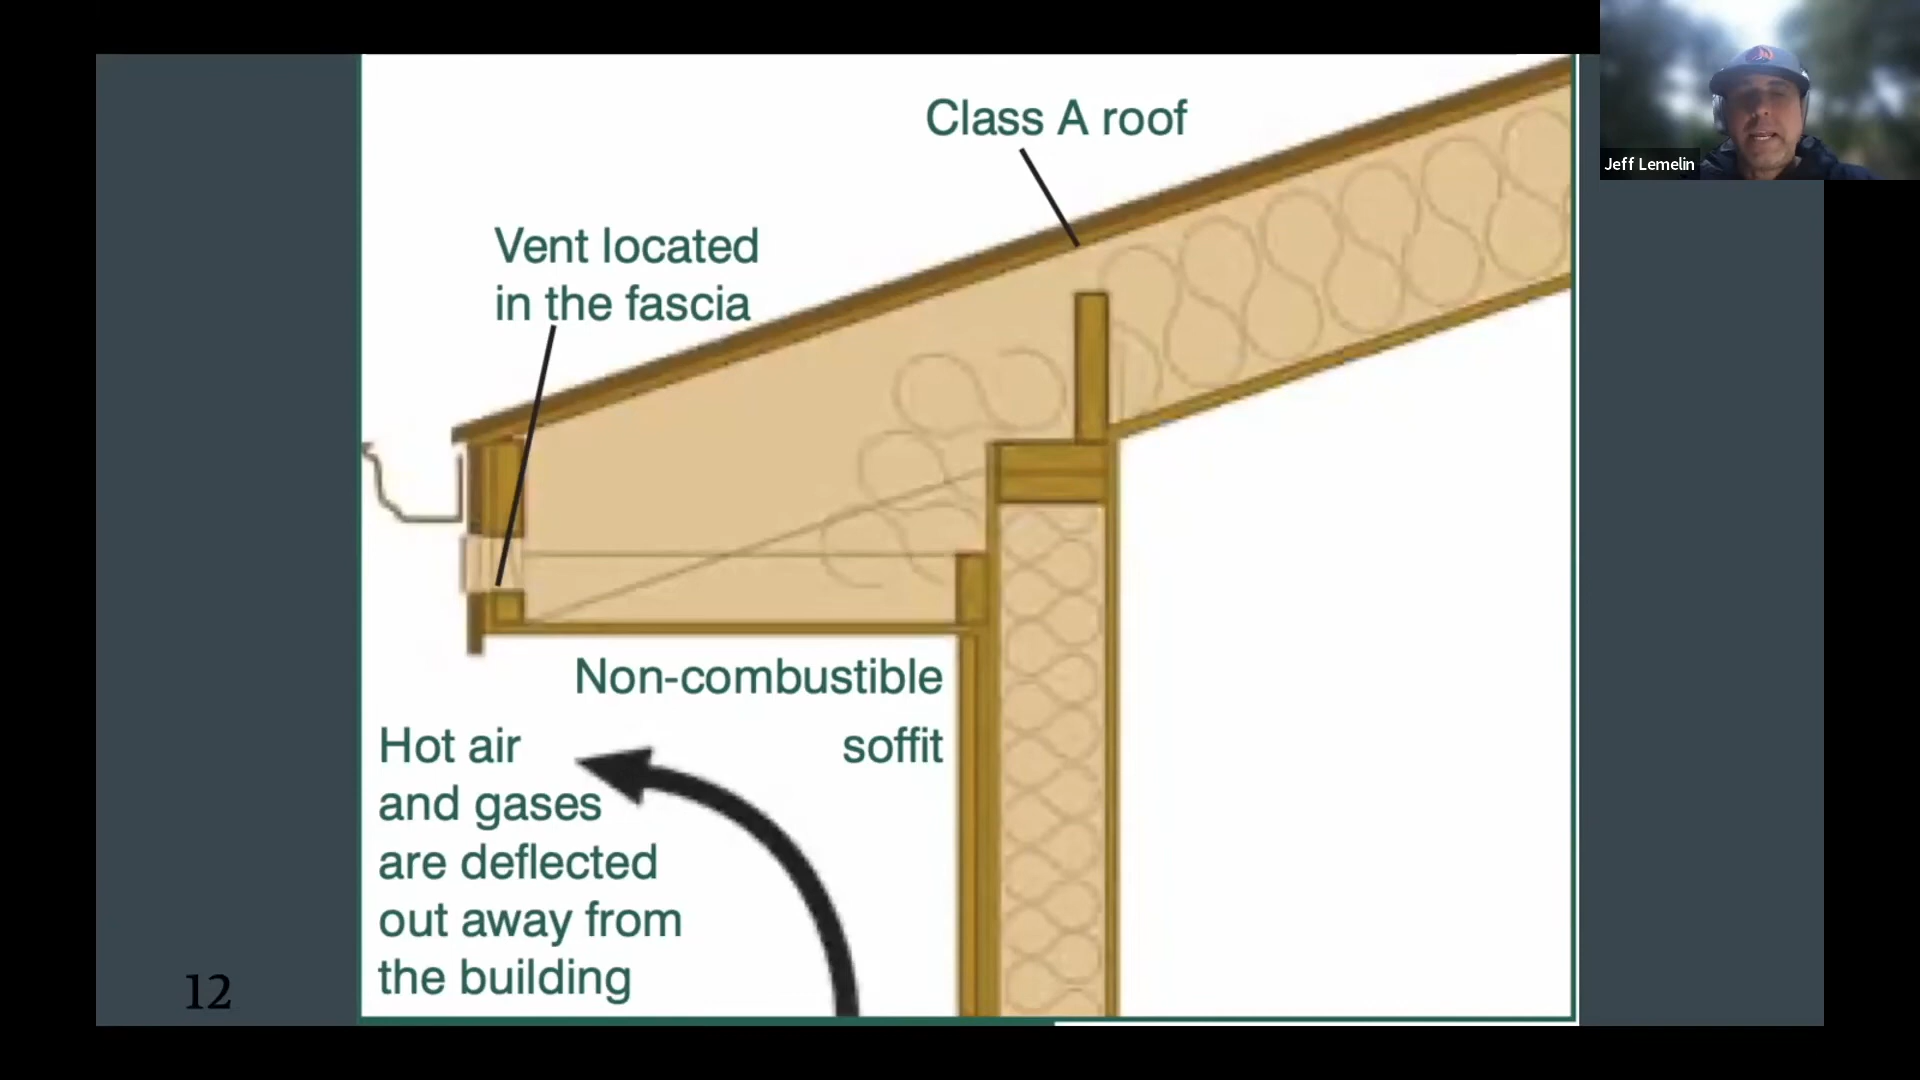 Class A roof
Vent located
in the fascia
Non-combustible
soffit
Hot air
and gases
are deflected
out away from
the building
12
Jeff Lemelin